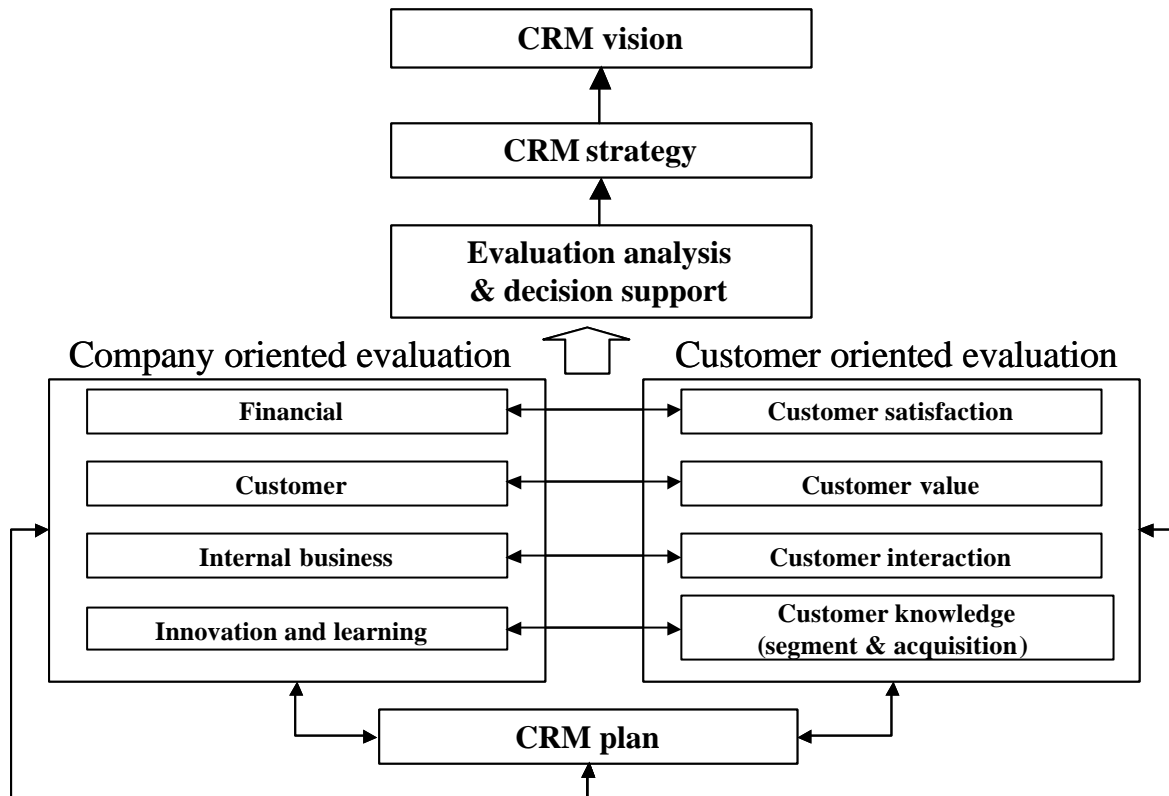 CRM vision
CRM strategy
Evaluation analysis
& decision support
Company oriented evaluation
Financial
Customer
Internal business
Innovation and learning
Customer oriented evaluation
Customer satisfaction
Customer value
Customer interaction
Customer knowledge
(segment & acquisition)
CRM plan